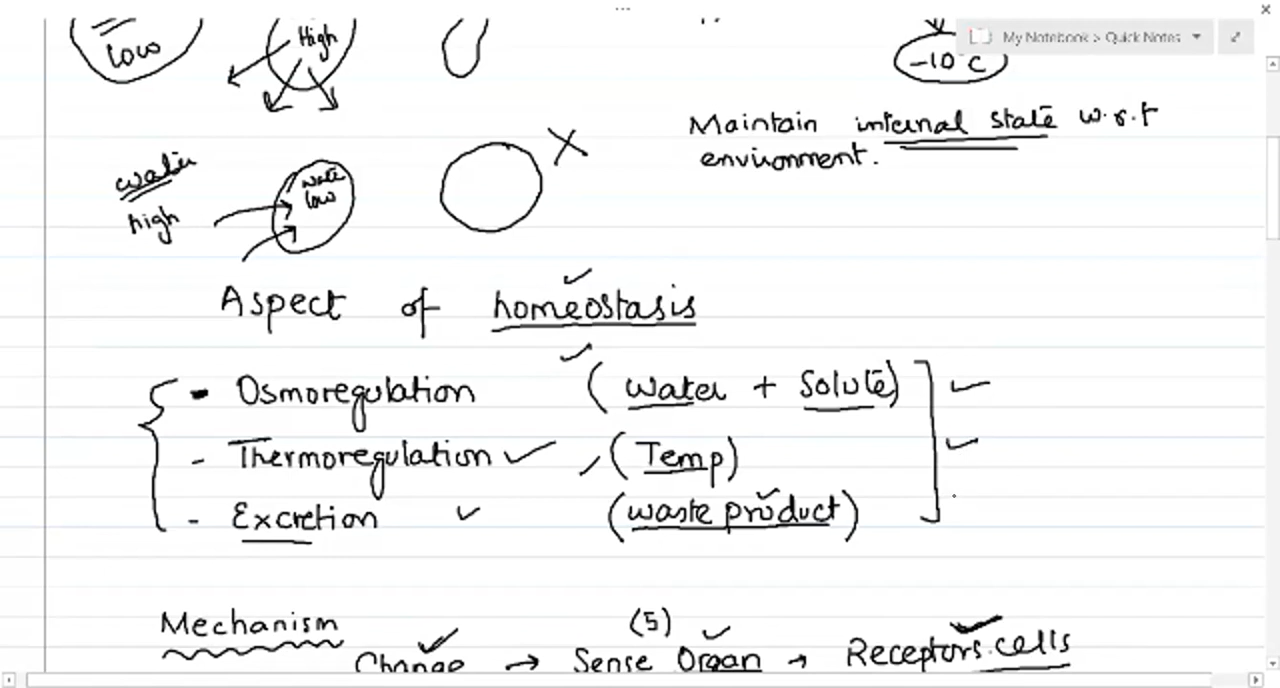 low
High
My Notebook > Quick Notes
-10°C
Maintain internal state w.r.t
environment.
water
high
water
low
Aspect of homeostasis
- Osmoregulation (Water + Solute)
- Thermoregulation (Temp)
- Excretion (waste product)
Mechanism
(5)
Change → Sense Organ → Receptors cells